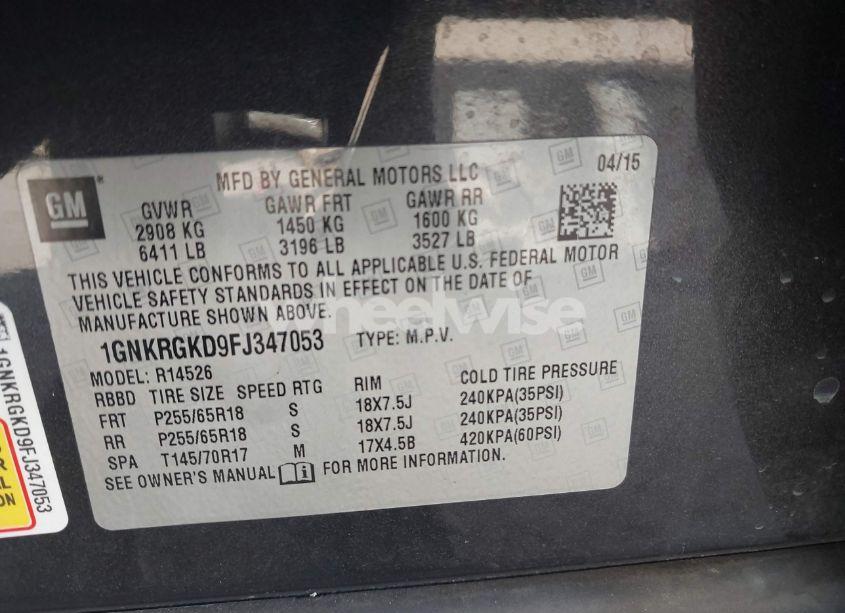 GM
MFD BY GENERAL MOTORS LLC
04/15
GVWR GAWR FRT GAWR RR
2908 KG 1450 KG 1600 KG
6411 LB 3196 LB 3527 LB
THIS VEHICLE CONFORMS TO ALL APPLICABLE U.S. FEDERAL MOTOR
VEHICLE SAFETY STANDARDS IN EFFECT ON THE DATE OF
MANUFACTURE SHOWN ABOVE.
1GNKRGKD9FJ347053 TYPE: M.P.V.
MODEL: R14526
RBBD TIRE SIZE SPEED RTG RIM COLD TIRE PRESSURE
FRT P255/65R18 S 18X7.5J 240KPA(35PSI)
RR P255/65R18 S 18X7.5J 240KPA(35PSI)
SPA T145/70R17 M 17X4.5B 420KPA(60PSI)
SEE OWNER'S MANUAL FOR MORE INFORMATION.
1GNKRGKD9FJ347053
wheelwise